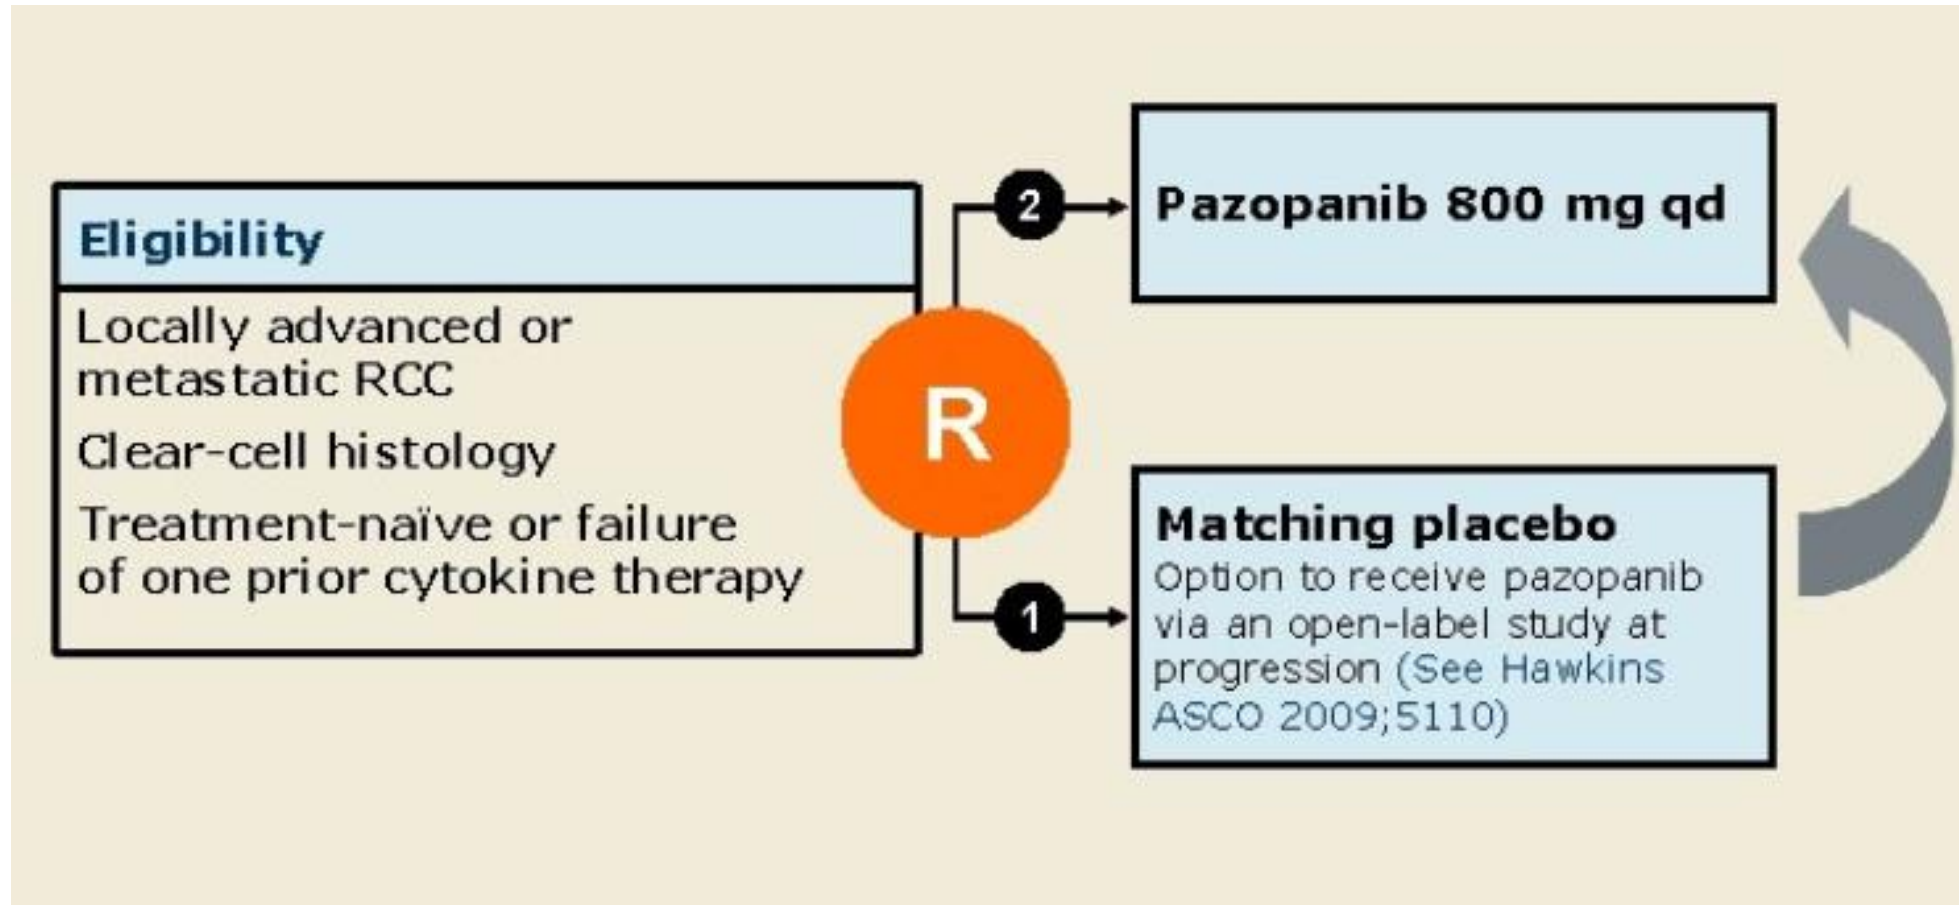 Eligibility
Locally advanced or
metastatic RCC
Clear-cell histology
Treatment-naïve or failure
of one prior cytokine therapy
R
2
Pazopanib 800 mg qd
1
Matching placebo
Option to receive pazopanib
via an open-label study at
progression (See Hawkins
ASCO 2009;5110)